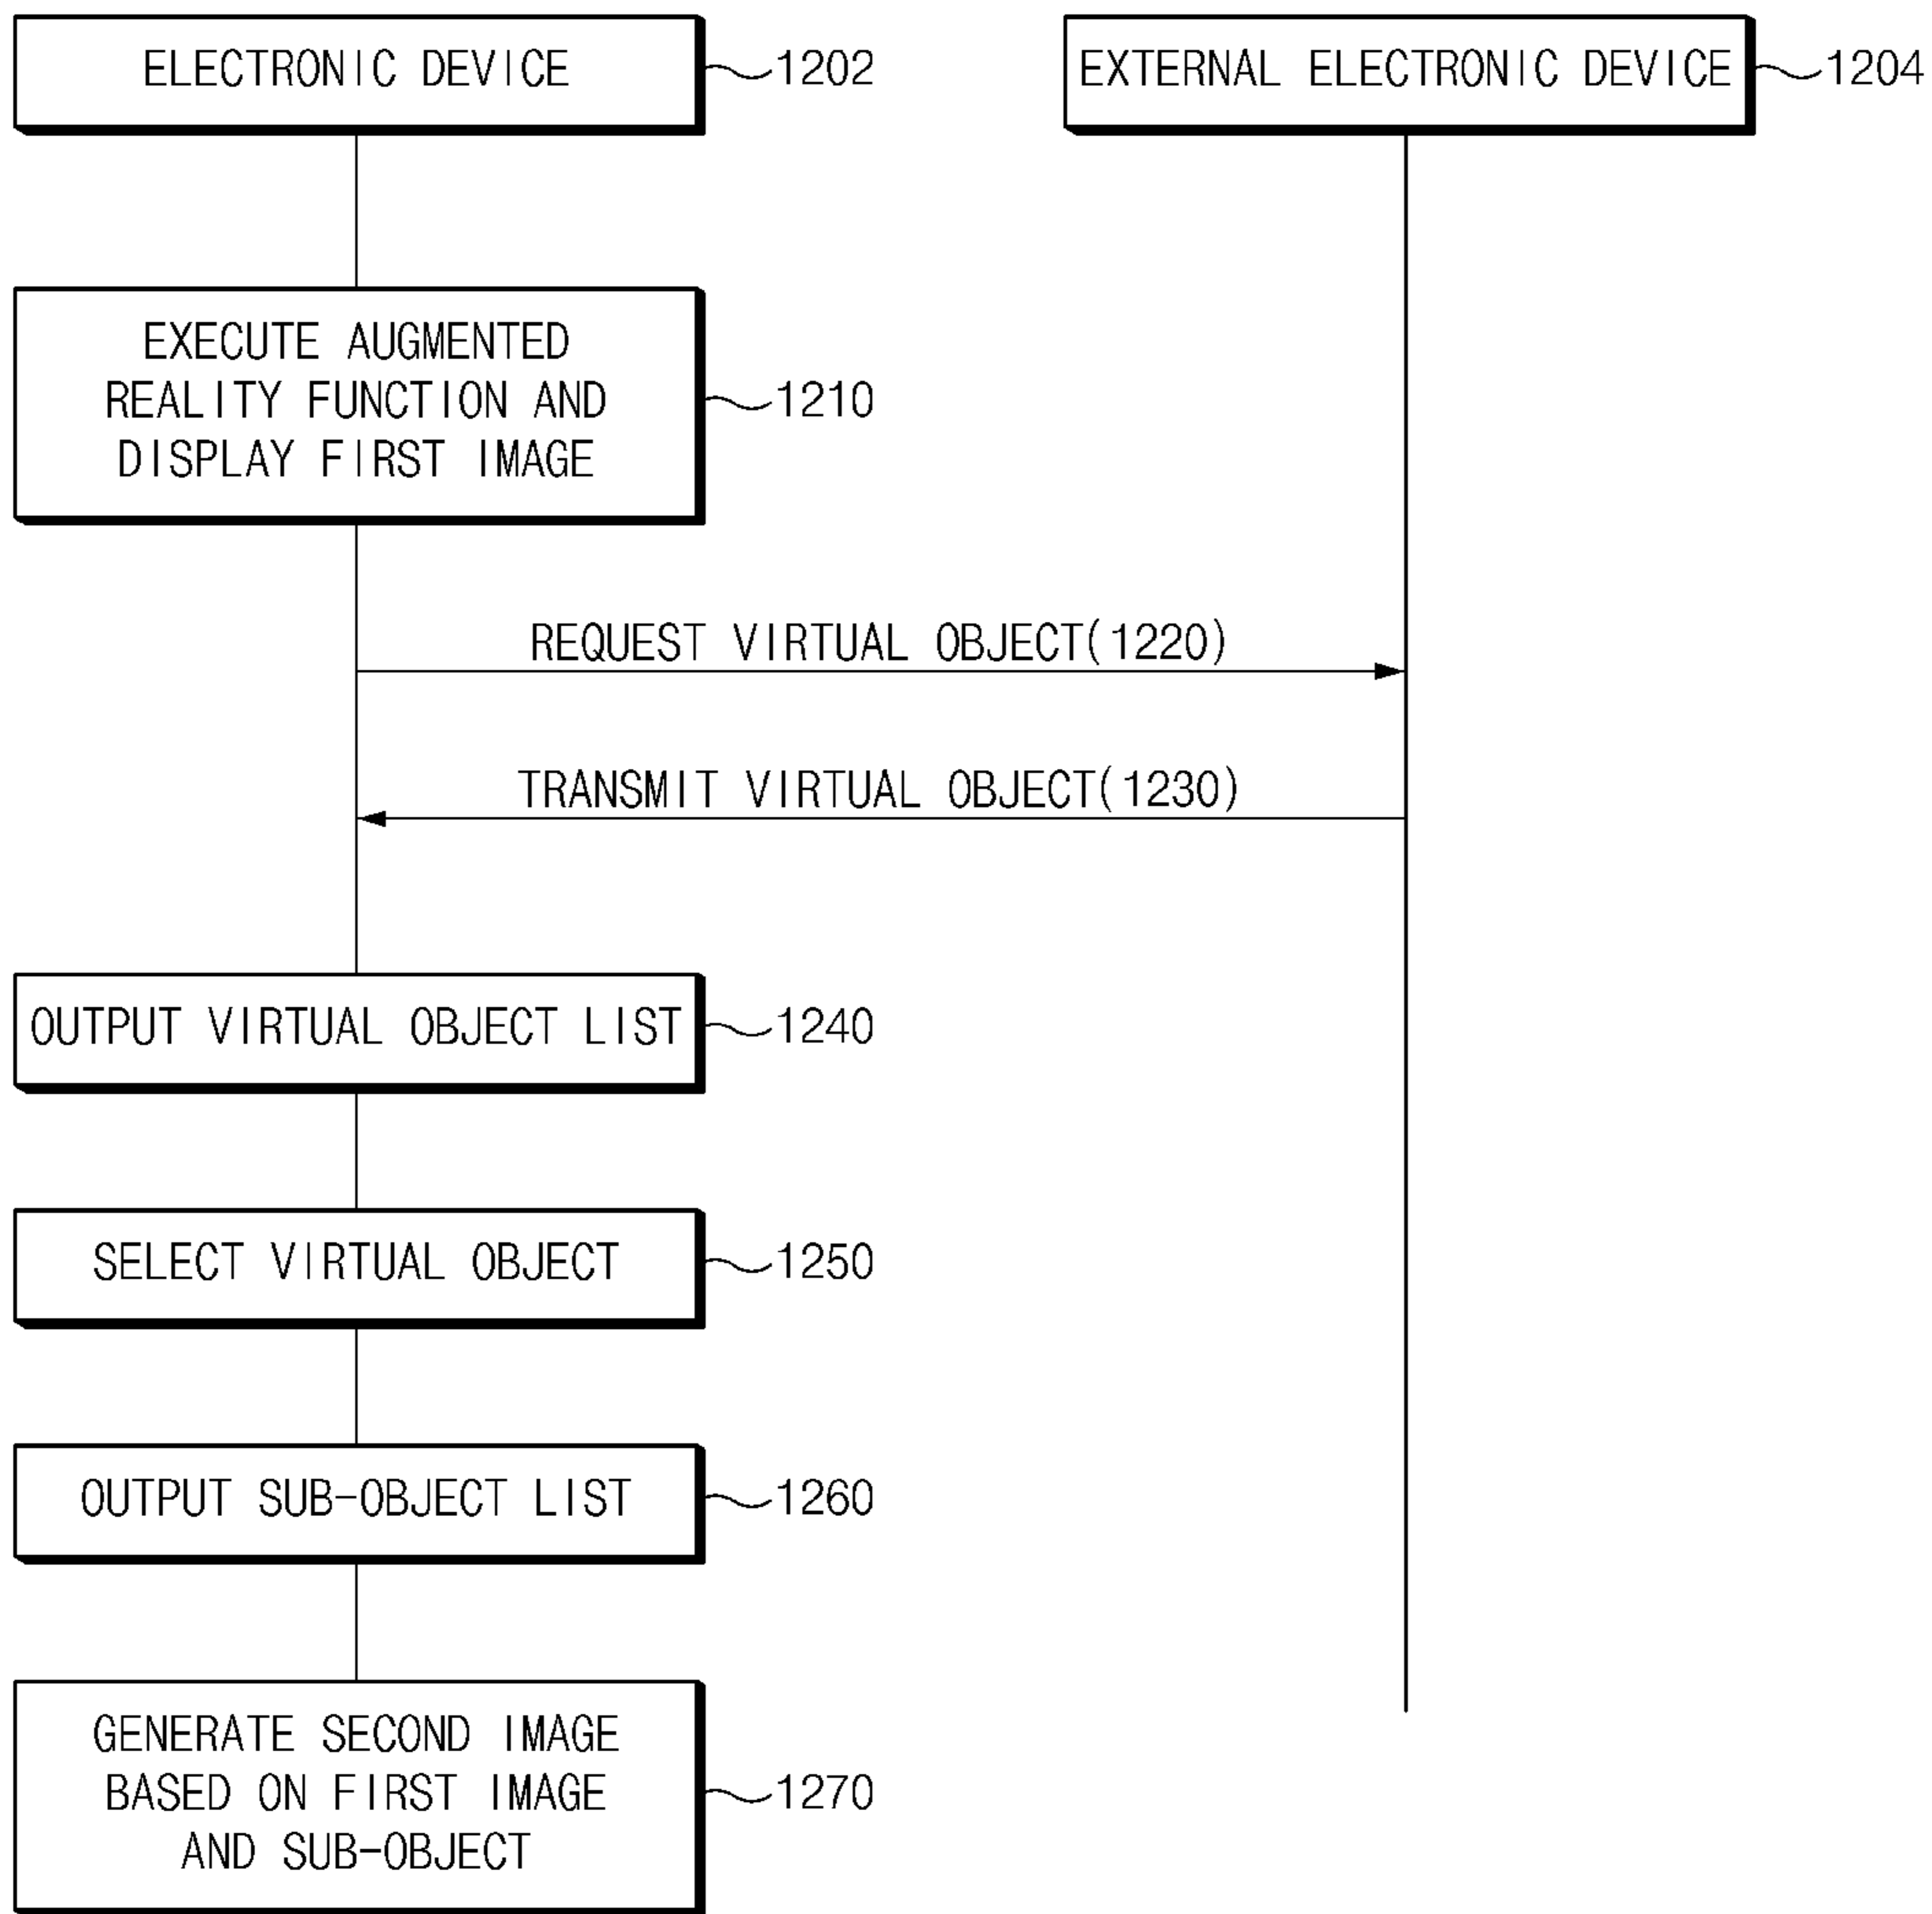 ELECTRONIC DEVICE
1202
EXTERNAL ELECTRONIC DEVICE
1204
EXECUTE AUGMENTED
REALITY FUNCTION AND
DISPLAY FIRST IMAGE
1210
REQUEST VIRTUAL OBJECT(1220)
TRANSMIT VIRTUAL OBJECT(1230)
OUTPUT VIRTUAL OBJECT LIST
1240
SELECT VIRTUAL OBJECT
1250
OUTPUT SUB-OBJECT LIST
1260
GENERATE SECOND IMAGE
BASED ON FIRST IMAGE
AND SUB-OBJECT
1270